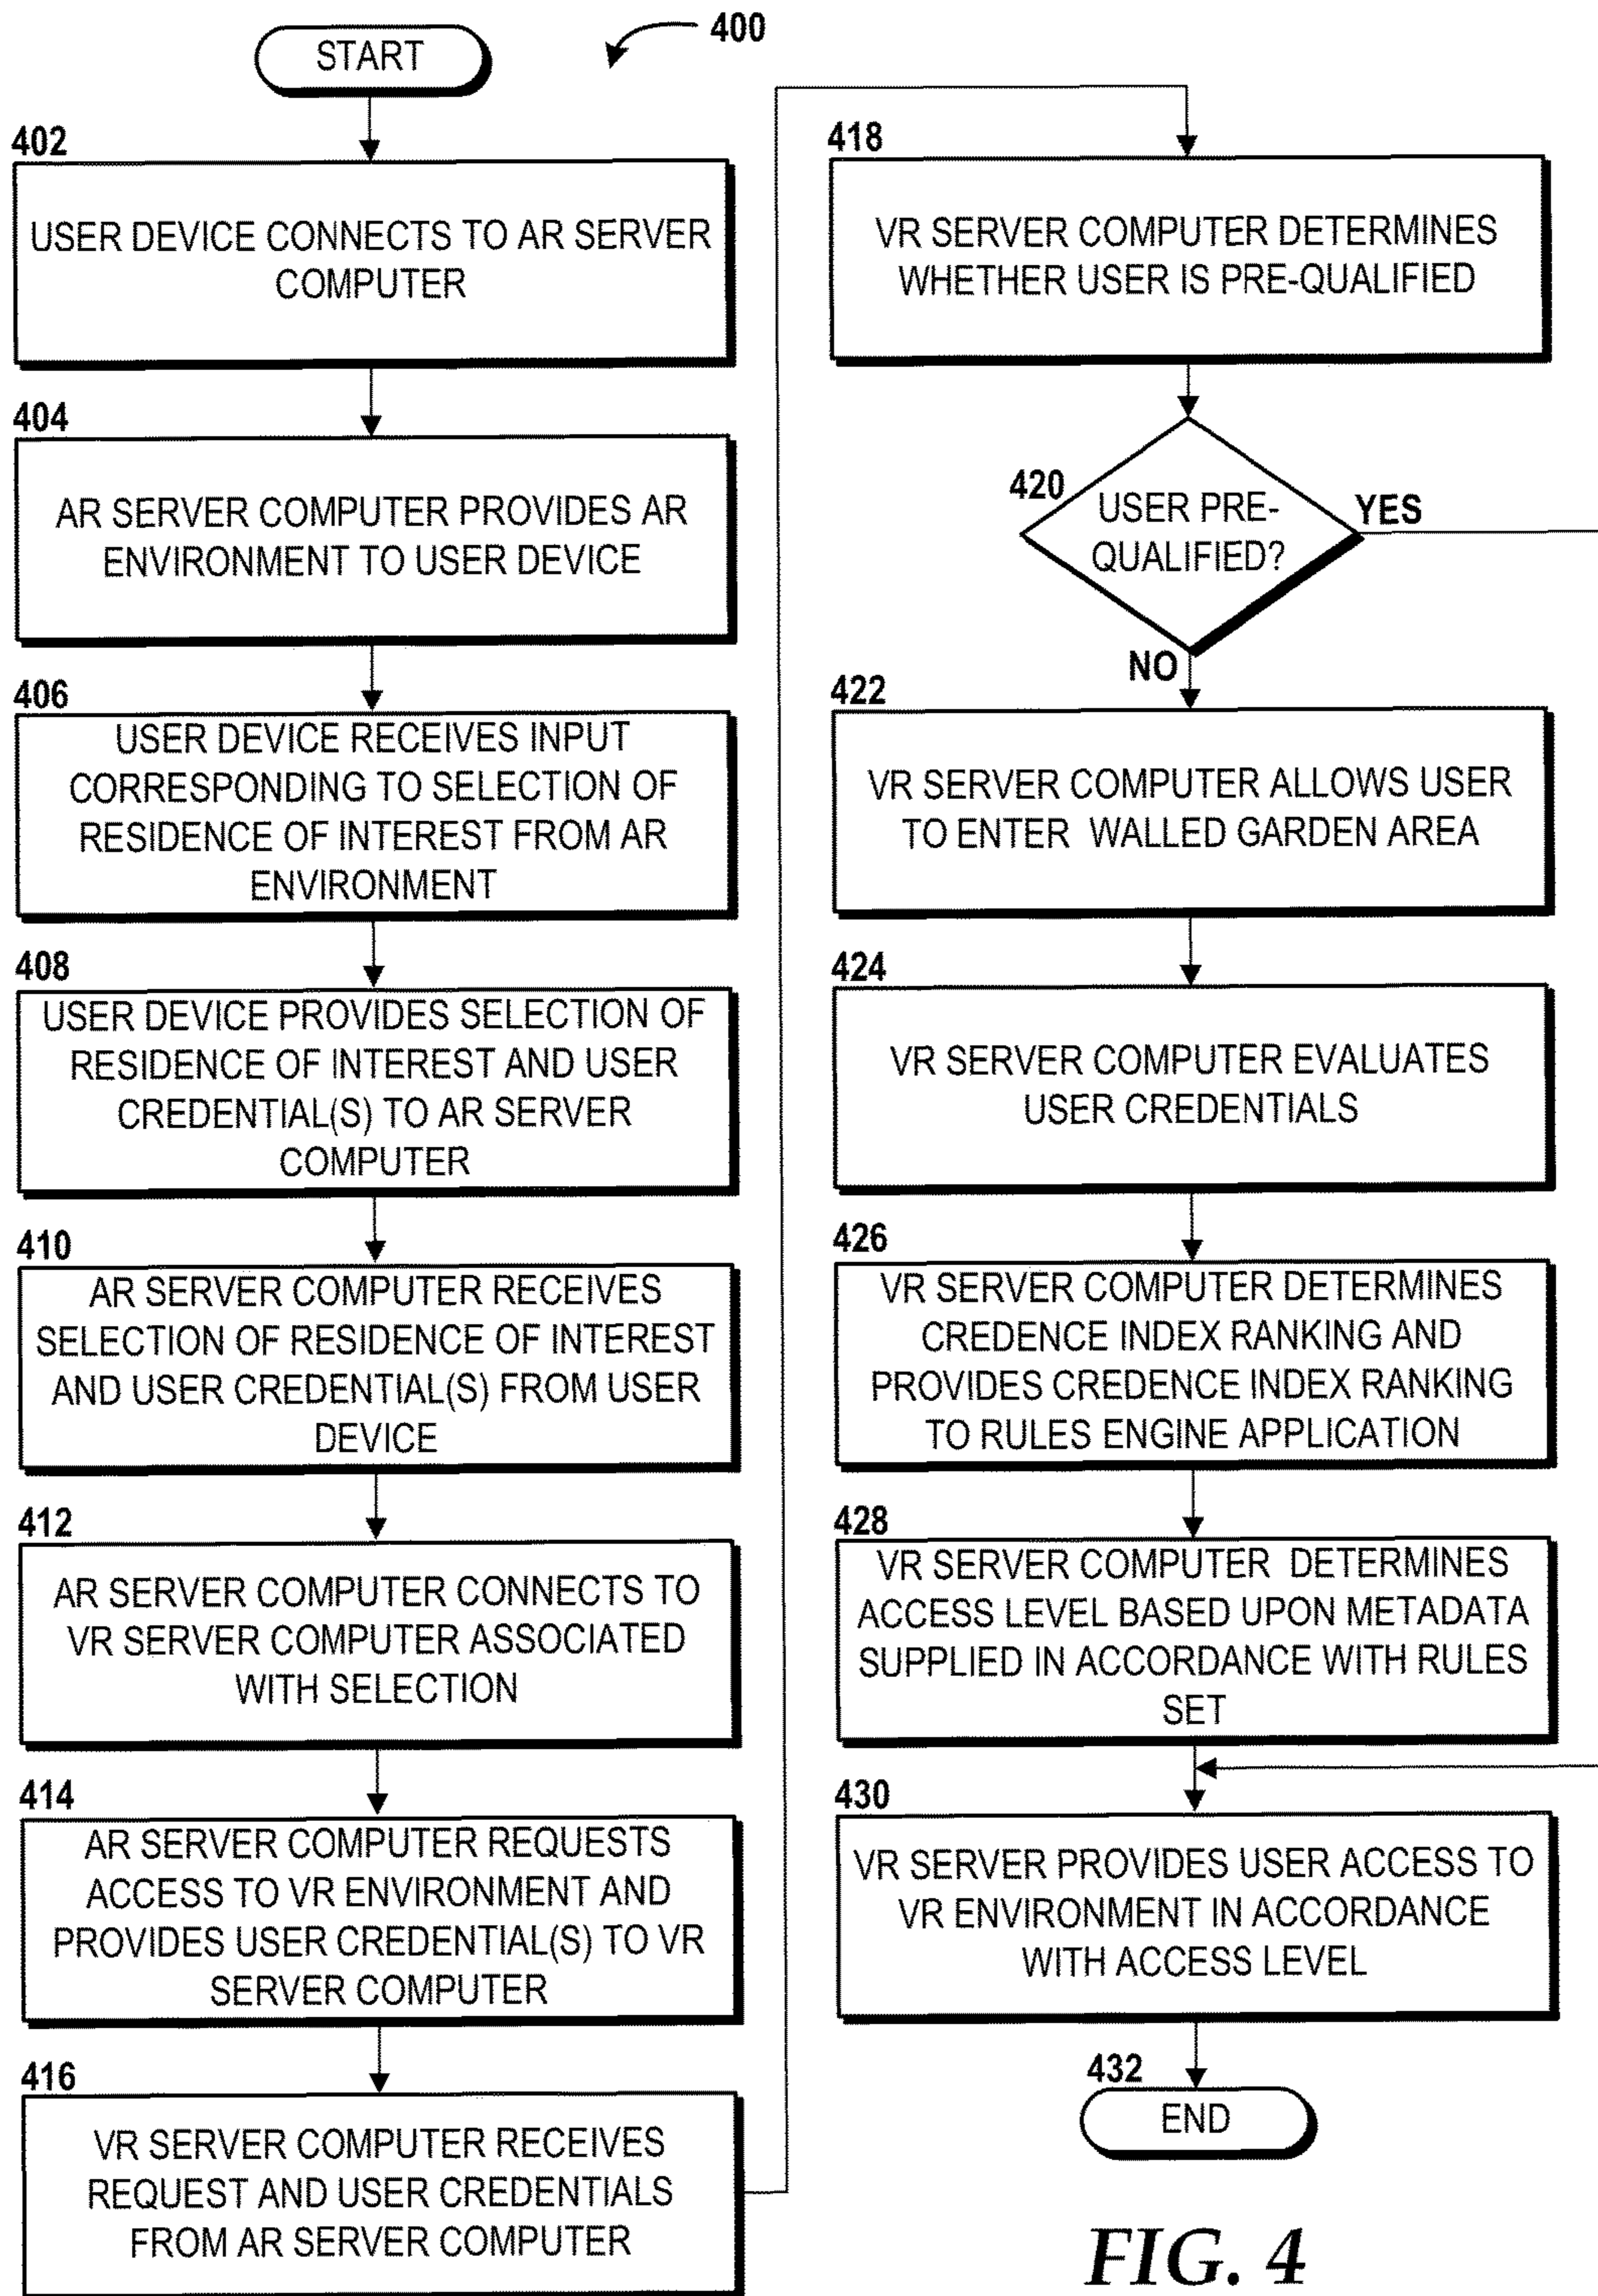 START
400
402
USER DEVICE CONNECTS TO AR SERVER
COMPUTER
404
AR SERVER COMPUTER PROVIDES AR
ENVIRONMENT TO USER DEVICE
406
USER DEVICE RECEIVES INPUT
CORRESPONDING TO SELECTION OF
RESIDENCE OF INTEREST FROM AR
ENVIRONMENT
408
USER DEVICE PROVIDES SELECTION OF
RESIDENCE OF INTEREST AND USER
CREDENTIAL(S) TO AR SERVER
COMPUTER
410
AR SERVER COMPUTER RECEIVES
SELECTION OF RESIDENCE OF INTEREST
AND USER CREDENTIAL(S) FROM USER
DEVICE
412
AR SERVER COMPUTER CONNECTS TO
VR SERVER COMPUTER ASSOCIATED
WITH SELECTION
414
AR SERVER COMPUTER REQUESTS
ACCESS TO VR ENVIRONMENT AND
PROVIDES USER CREDENTIAL(S) TO VR
SERVER COMPUTER
416
VR SERVER COMPUTER RECEIVES
REQUEST AND USER CREDENTIALS
FROM AR SERVER COMPUTER
418
VR SERVER COMPUTER DETERMINES
WHETHER USER IS PRE-QUALIFIED
420
USER PRE-
QUALIFIED?
YES
NO
422
VR SERVER COMPUTER ALLOWS USER
TO ENTER WALLED GARDEN AREA
424
VR SERVER COMPUTER EVALUATES
USER CREDENTIALS
426
VR SERVER COMPUTER DETERMINES
CREDENCE INDEX RANKING AND
PROVIDES CREDENCE INDEX RANKING
TO RULES ENGINE APPLICATION
428
VR SERVER COMPUTER DETERMINES
ACCESS LEVEL BASED UPON METADATA
SUPPLIED IN ACCORDANCE WITH RULES
SET
430
VR SERVER PROVIDES USER ACCESS TO
VR ENVIRONMENT IN ACCORDANCE
WITH ACCESS LEVEL
432
END
FIG. 4